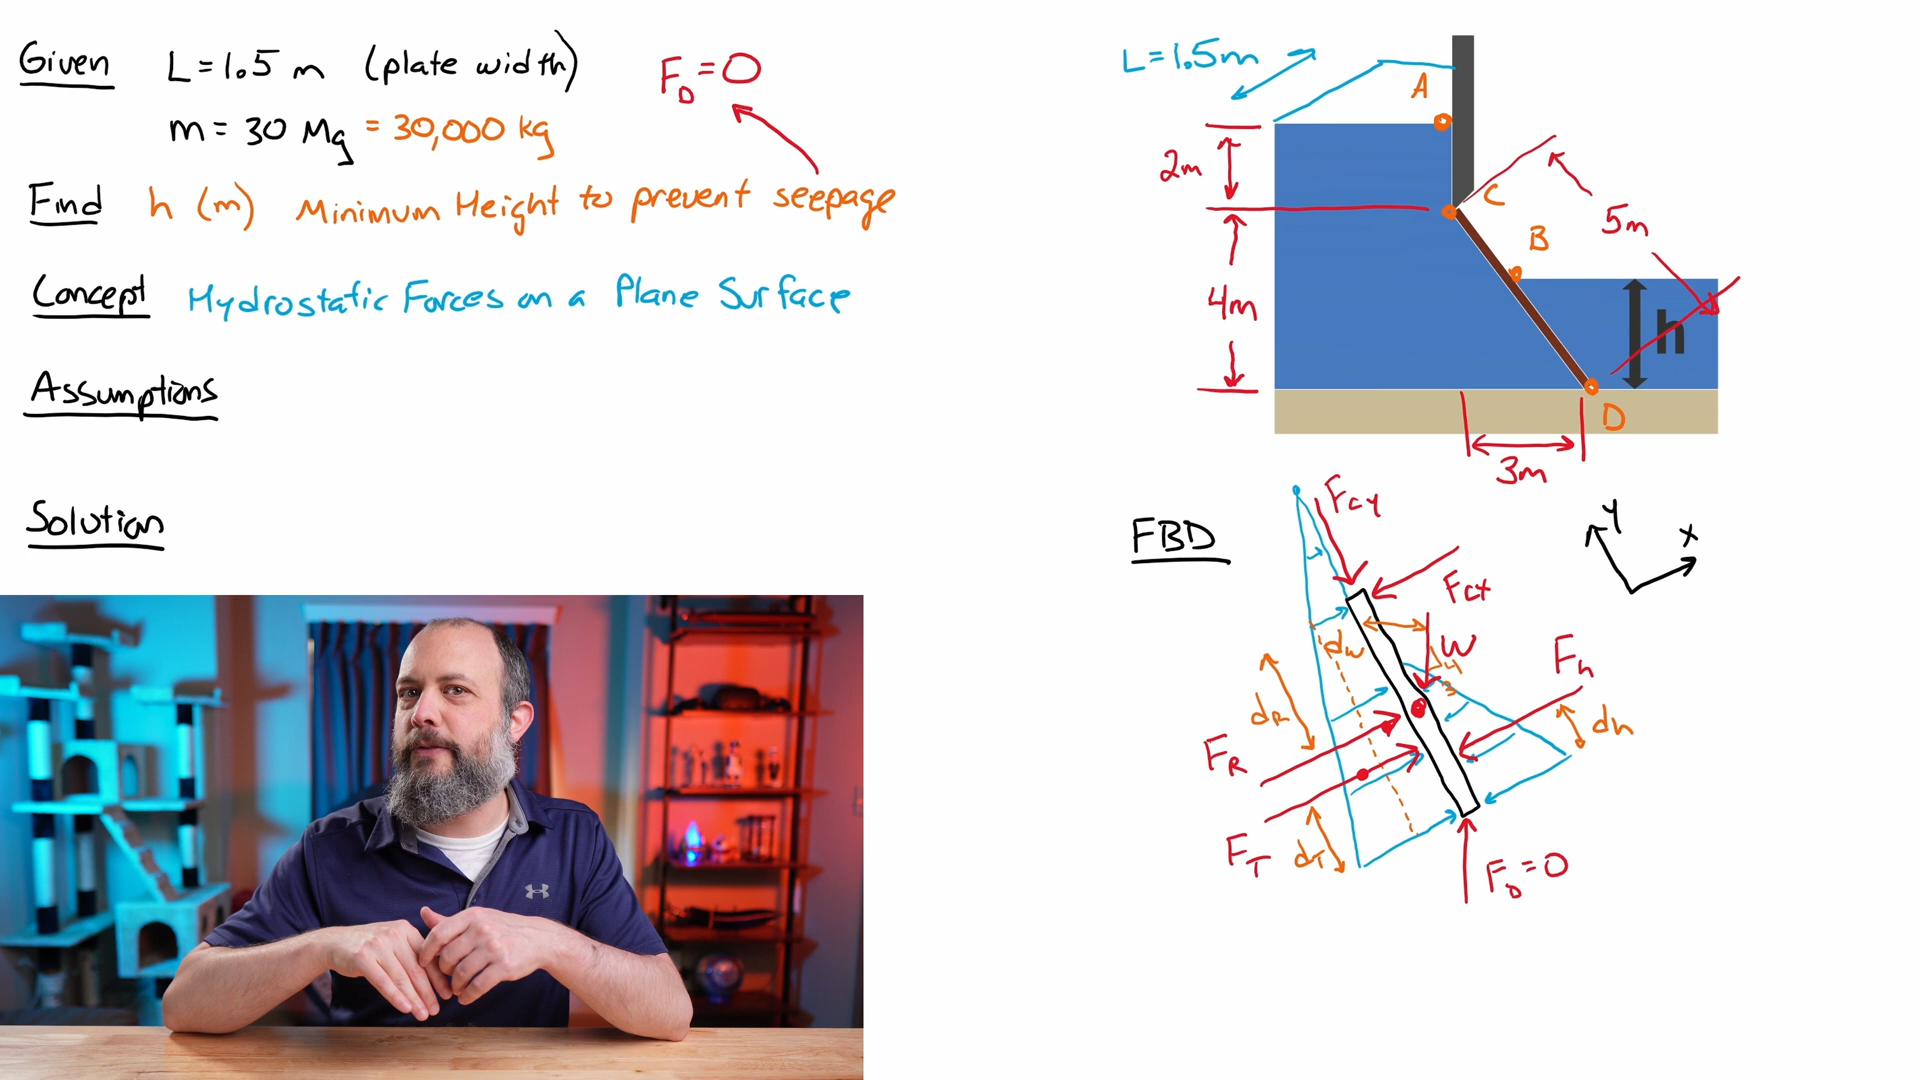 Given L = 1.5 m (plate width)
F_D = 0
m = 30 Mg = 30,000 kg
Find h (m) Minimum Height to prevent seepage
Concept Hydrostatic Forces on a Plane Surface
Assumptions
Solution
L = 1.5m
A
2m
C
5m
B
4m
h
D
3m
FBD
F_CY
Y
X
F_CX
d_W
W
4
3
F_h
d_R
d_h
F_R
F_T
d_T
F_D = 0